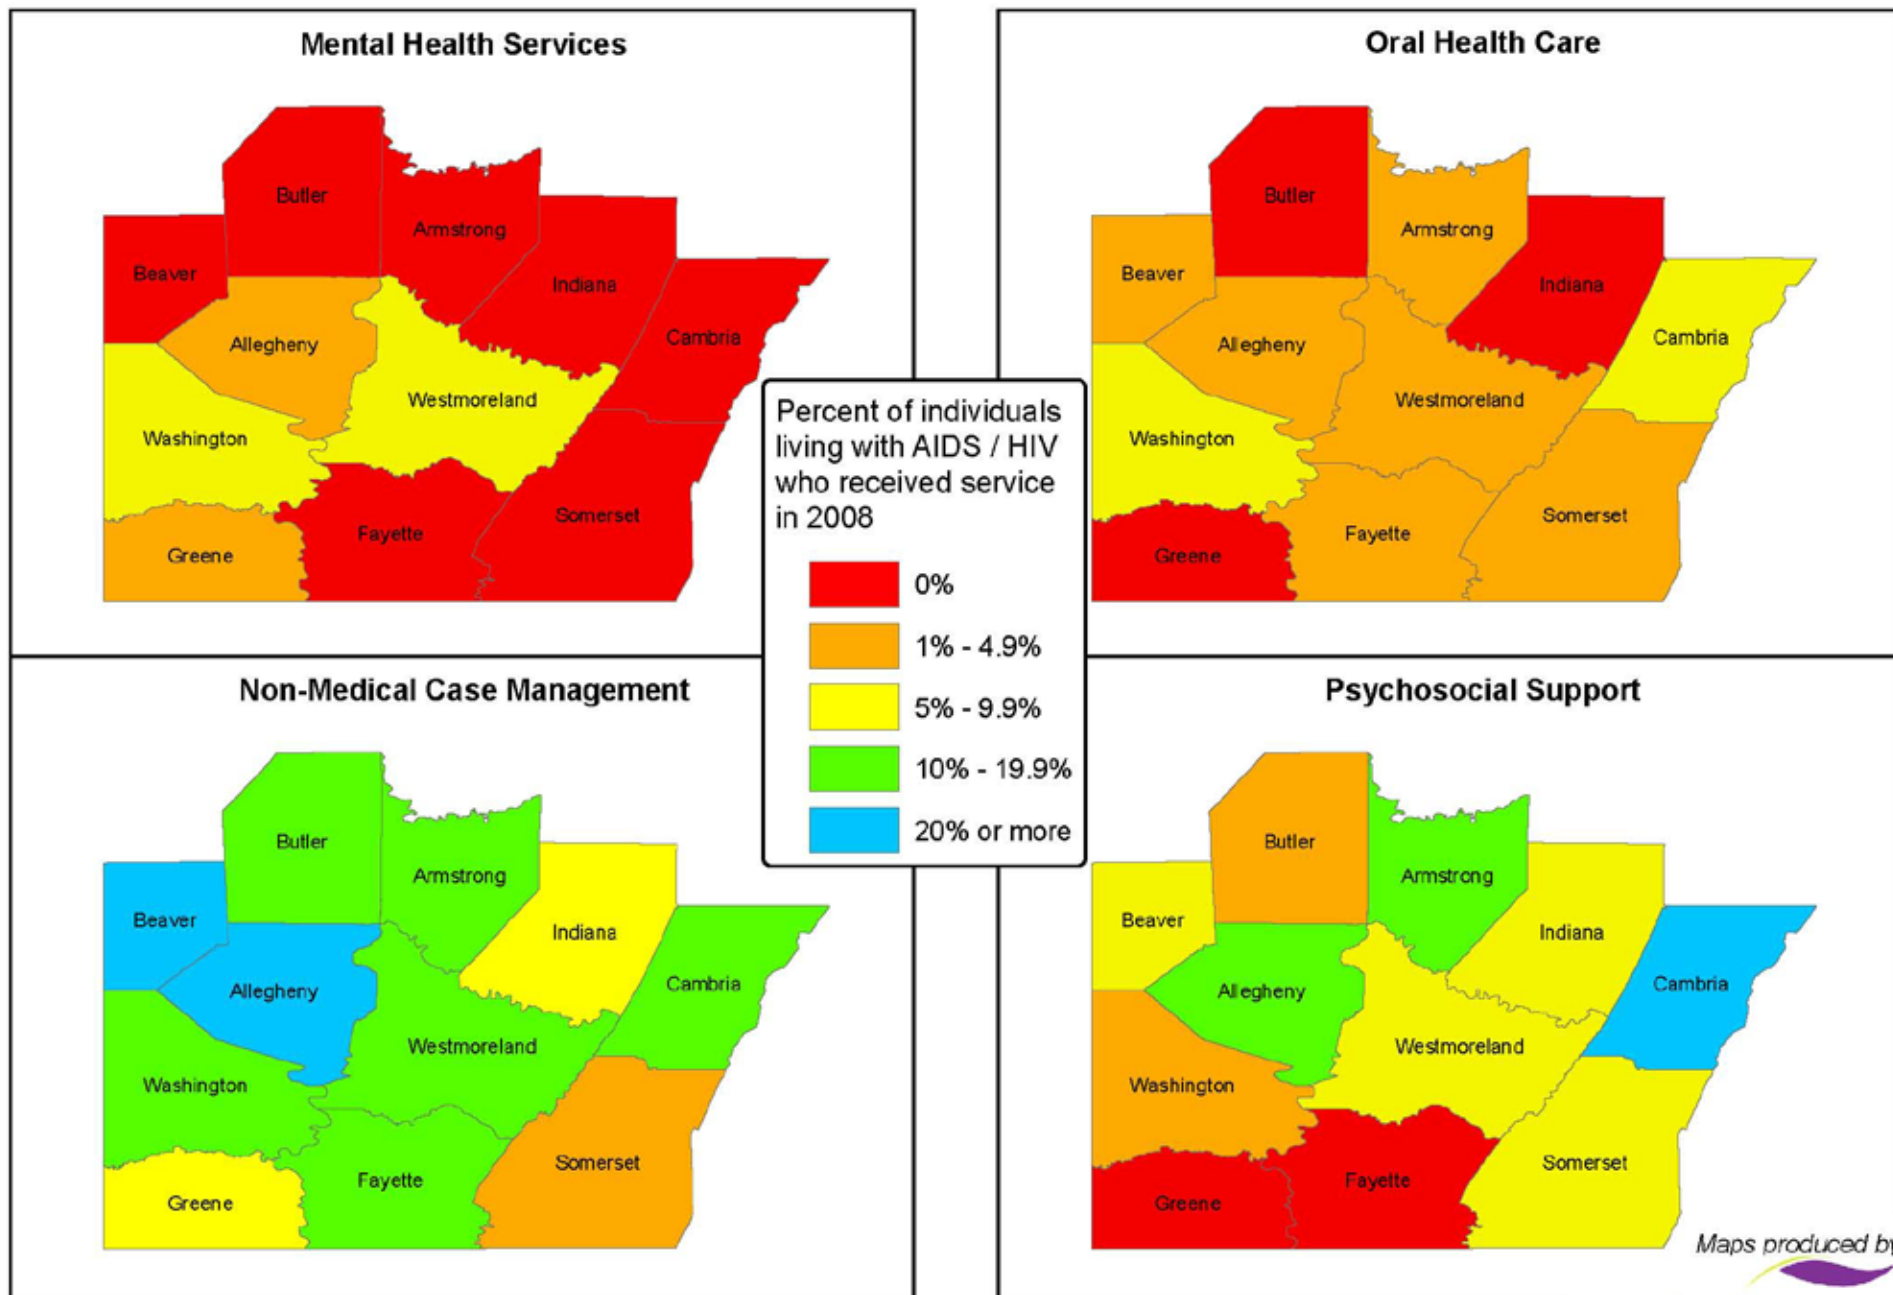 Mental Health Services
Butler
Armstrong
Beaver
Indiana
Cambria
Allegheny
Westmoreland
Washington
Somerset
Fayette
Greene
Oral Health Care
Butler
Armstrong
Beaver
Indiana
Cambria
Allegheny
Westmoreland
Washington
Somerset
Fayette
Greene
Percent of individuals
living with AIDS / HIV
who received service
in 2008
0%
1% - 4.9%
5% - 9.9%
10% - 19.9%
20% or more
Non-Medical Case Management
Butler
Armstrong
Beaver
Indiana
Cambria
Allegheny
Westmoreland
Washington
Somerset
Fayette
Greene
Psychosocial Support
Butler
Armstrong
Beaver
Indiana
Cambria
Allegheny
Westmoreland
Washington
Somerset
Fayette
Greene
Maps produced by